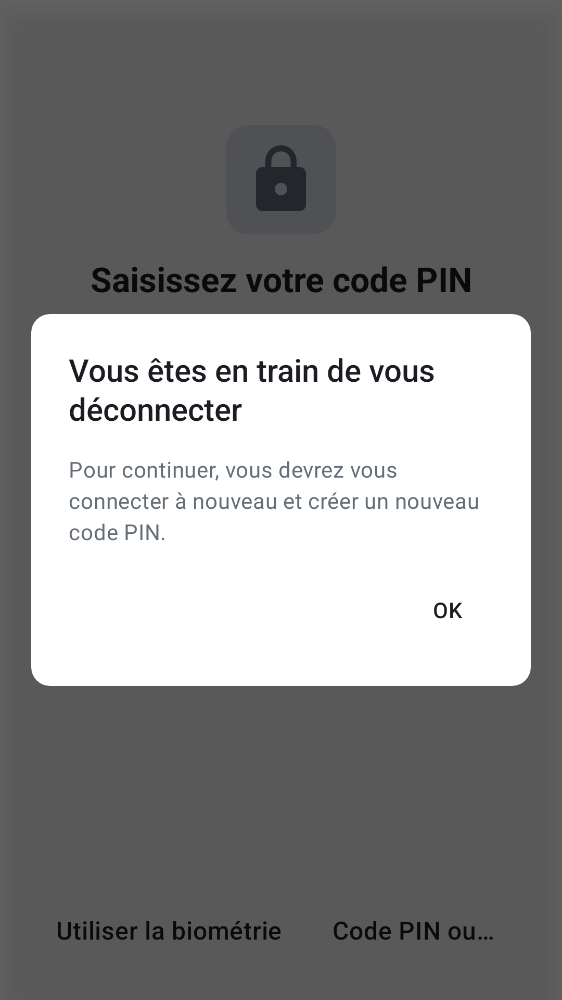 Saisissez votre code PIN
Vous êtes en train de vous
déconnecter
Pour continuer, vous devrez vous
connecter à nouveau et créer un nouveau
code PIN.
OK
Utiliser la biométrie
Code PIN ou...